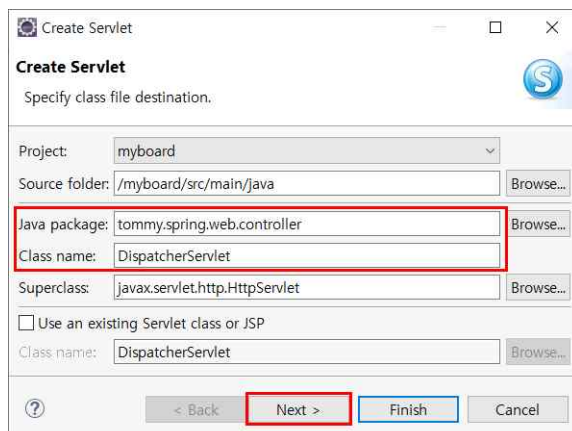 Create Servlet
Create Servlet
Specify class file destination.
S
Project: myboard
Source folder: /myboard/src/main/java Browse...
Java package: tommy.spring.web.controller Browse...
Class name: DispatcherServlet
Superclass: javax.servlet.http.HttpServlet Browse...
Use an existing Servlet class or JSP
Class name: DispatcherServlet Browse...
? < Back Next > Finish Cancel